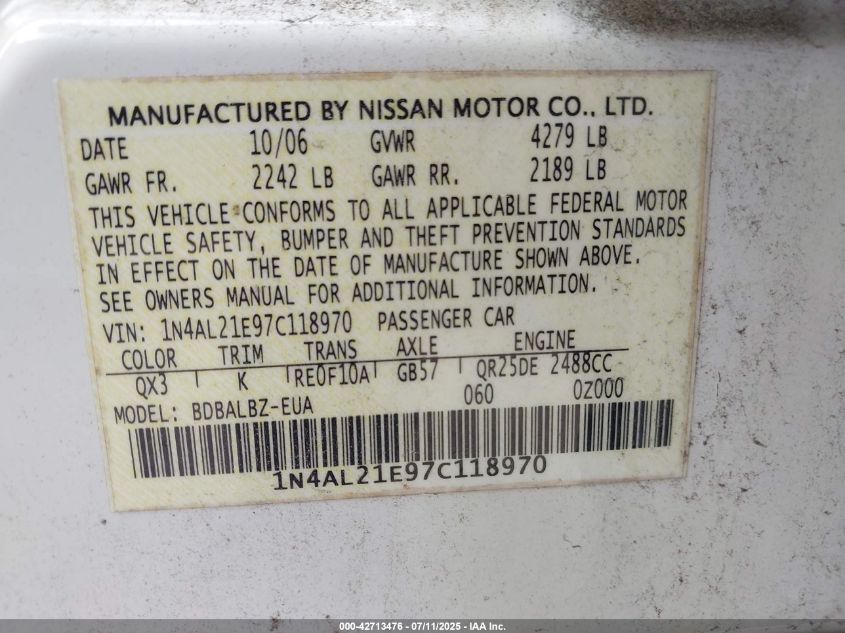 MANUFACTURED BY NISSAN MOTOR CO., LTD.
DATE 10/06 GVWR 4279 LB
GAWR FR. 2242 LB GAWR RR. 2189 LB
THIS VEHICLE CONFORMS TO ALL APPLICABLE FEDERAL MOTOR
VEHICLE SAFETY, BUMPER AND THEFT PREVENTION STANDARDS
IN EFFECT ON THE DATE OF MANUFACTURE SHOWN ABOVE.
SEE OWNERS MANUAL FOR ADDITIONAL INFORMATION.
VIN: 1N4AL21E97C118970 PASSENGER CAR
COLOR TRIM TRANS AXLE ENGINE
QX3 K RE0F10A GB57 QR25DE 2488CC
MODEL: BDBALBZ-EUA 060 0Z000
1N4AL21E97C118970
000-42713476 - 07/11/2025 - IAA Inc.